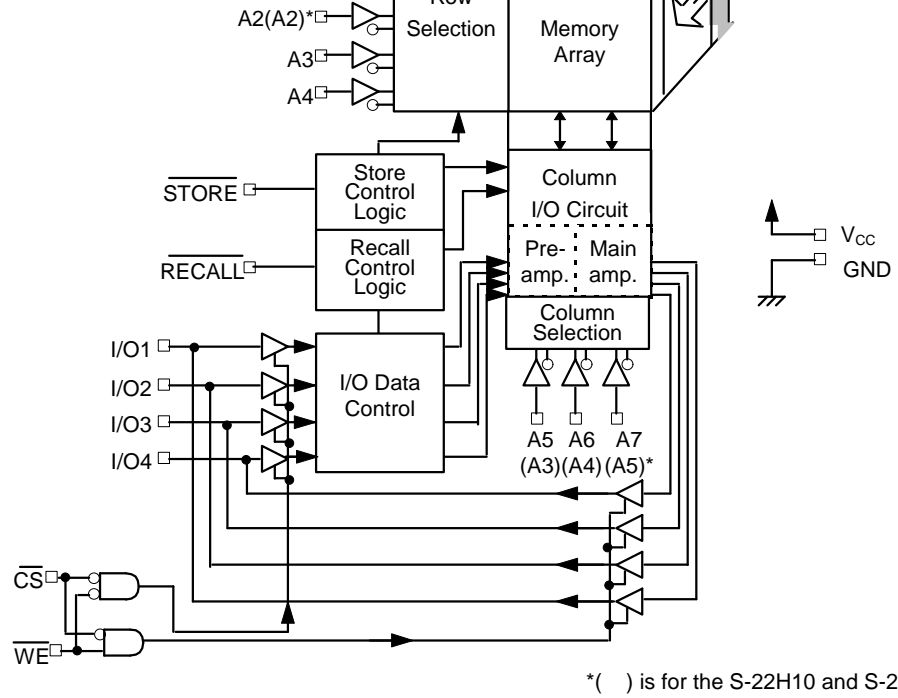 Row
A2(A2)*
Selection
Memory
Array
A3
A4
STORE
Store
Control
Logic
Column
I/O Circuit
RECALL
Recall
Control
Logic
Pre-
amp.
Main
amp.
VCC
GND
Column
Selection
I/O1
I/O2
I/O3
I/O4
I/O Data
Control
A5 A6 A7
(A3) (A4) (A5)*
CS
WE
*( ) is for the S-22H10 and S-2